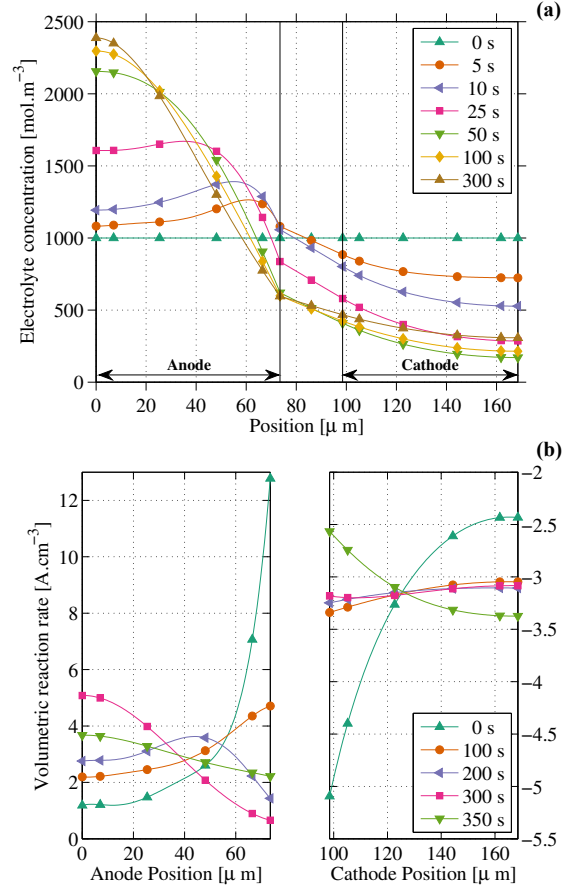 (a)
Electrolyte concentration [mol.m⁻³]
2500
2000
1500
1000
500
0
0 s
5 s
10 s
25 s
50 s
100 s
300 s
Anode
Cathode
0 20 40 60 80 100 120 140 160
Position [μ m]
(b)
Volumetric reaction rate [A.cm⁻³]
12
10
8
6
4
2
0
0 20 40 60
Anode Position [μ m]
−2
−2.5
−3
−3.5
−4
−4.5
−5
−5.5
0 s
100 s
200 s
300 s
350 s
100 120 140 160
Cathode Position [μ m]